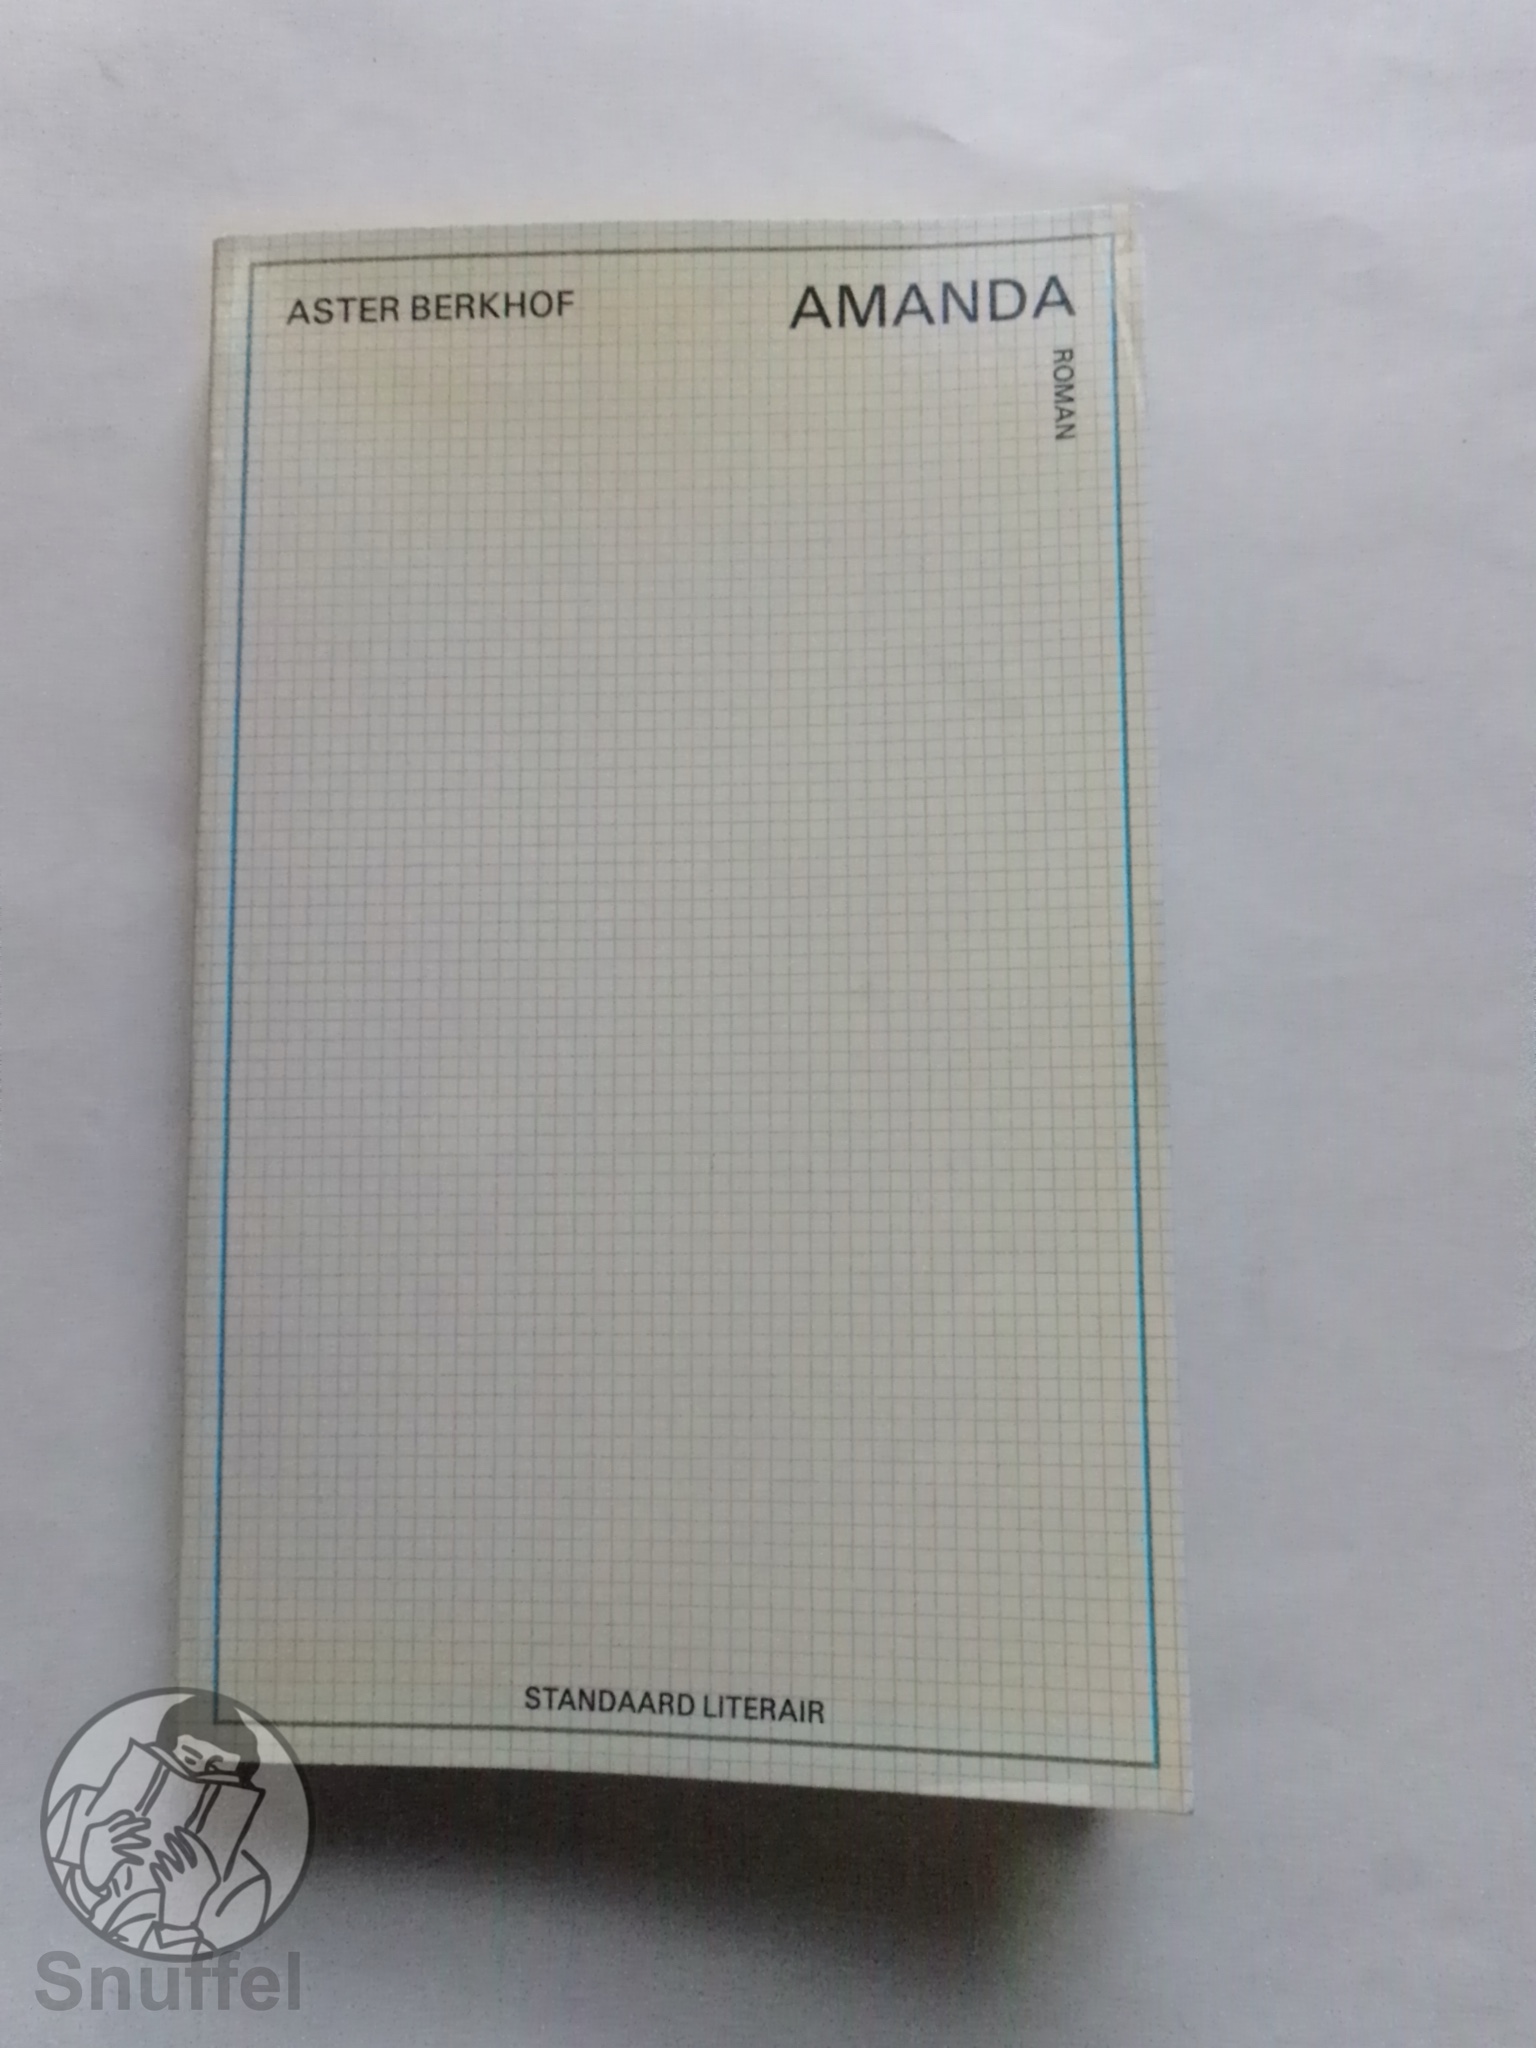 ASTER BERKHOF
AMANDA
ROMAN
STANDAARD LITERAIR
Snuffel